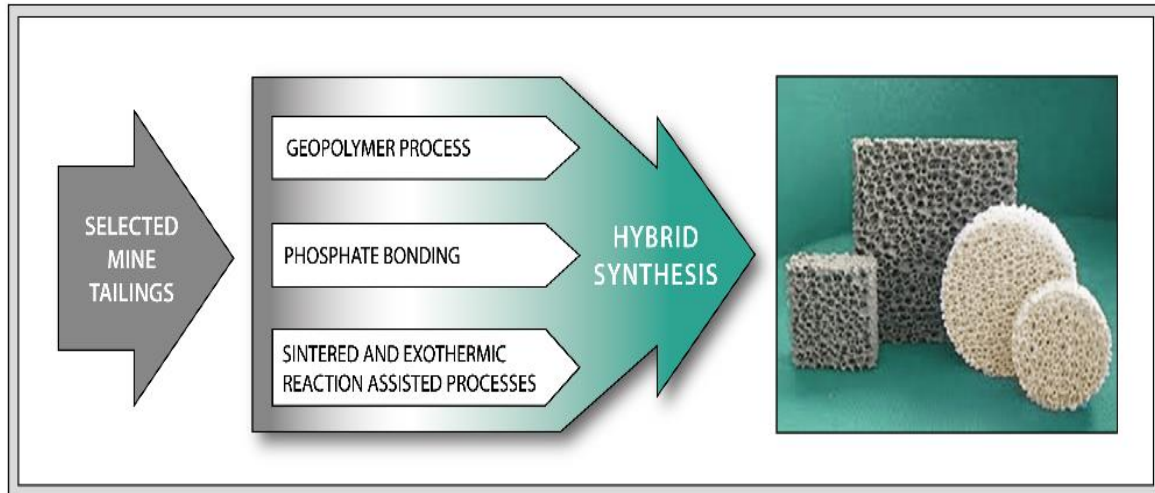 SELECTED
MINE
TAILINGS
GEOPOLYMER PROCESS
PHOSPHATE BONDING
SINTERED AND EXOTHERMIC
REACTION ASSISTED PROCESSES
HYBRID
SYNTHESIS